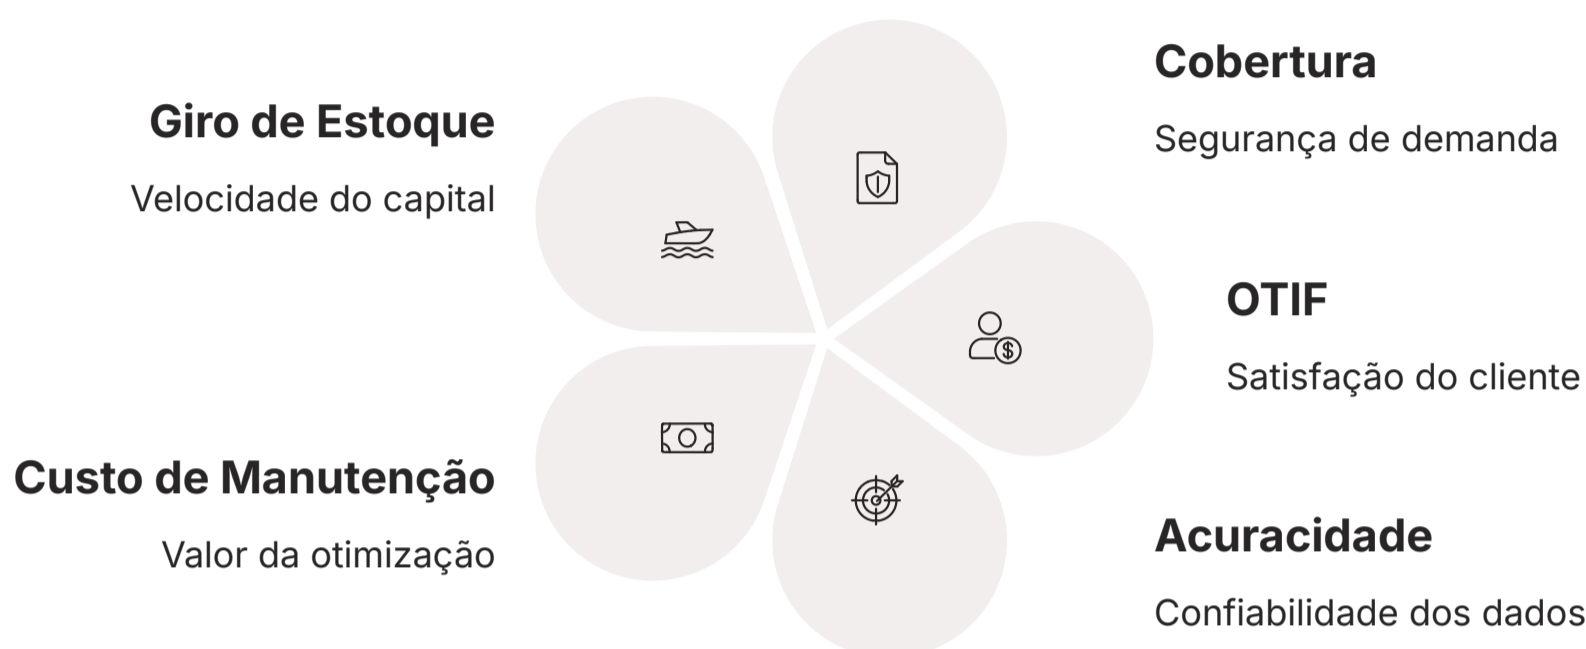 Giro de Estoque
Velocidade do capital
Cobertura
Segurança de demanda
OTIF
Satisfação do cliente
Custo de Manutenção
Valor da otimização
Acuracidade
Confiabilidade dos dados